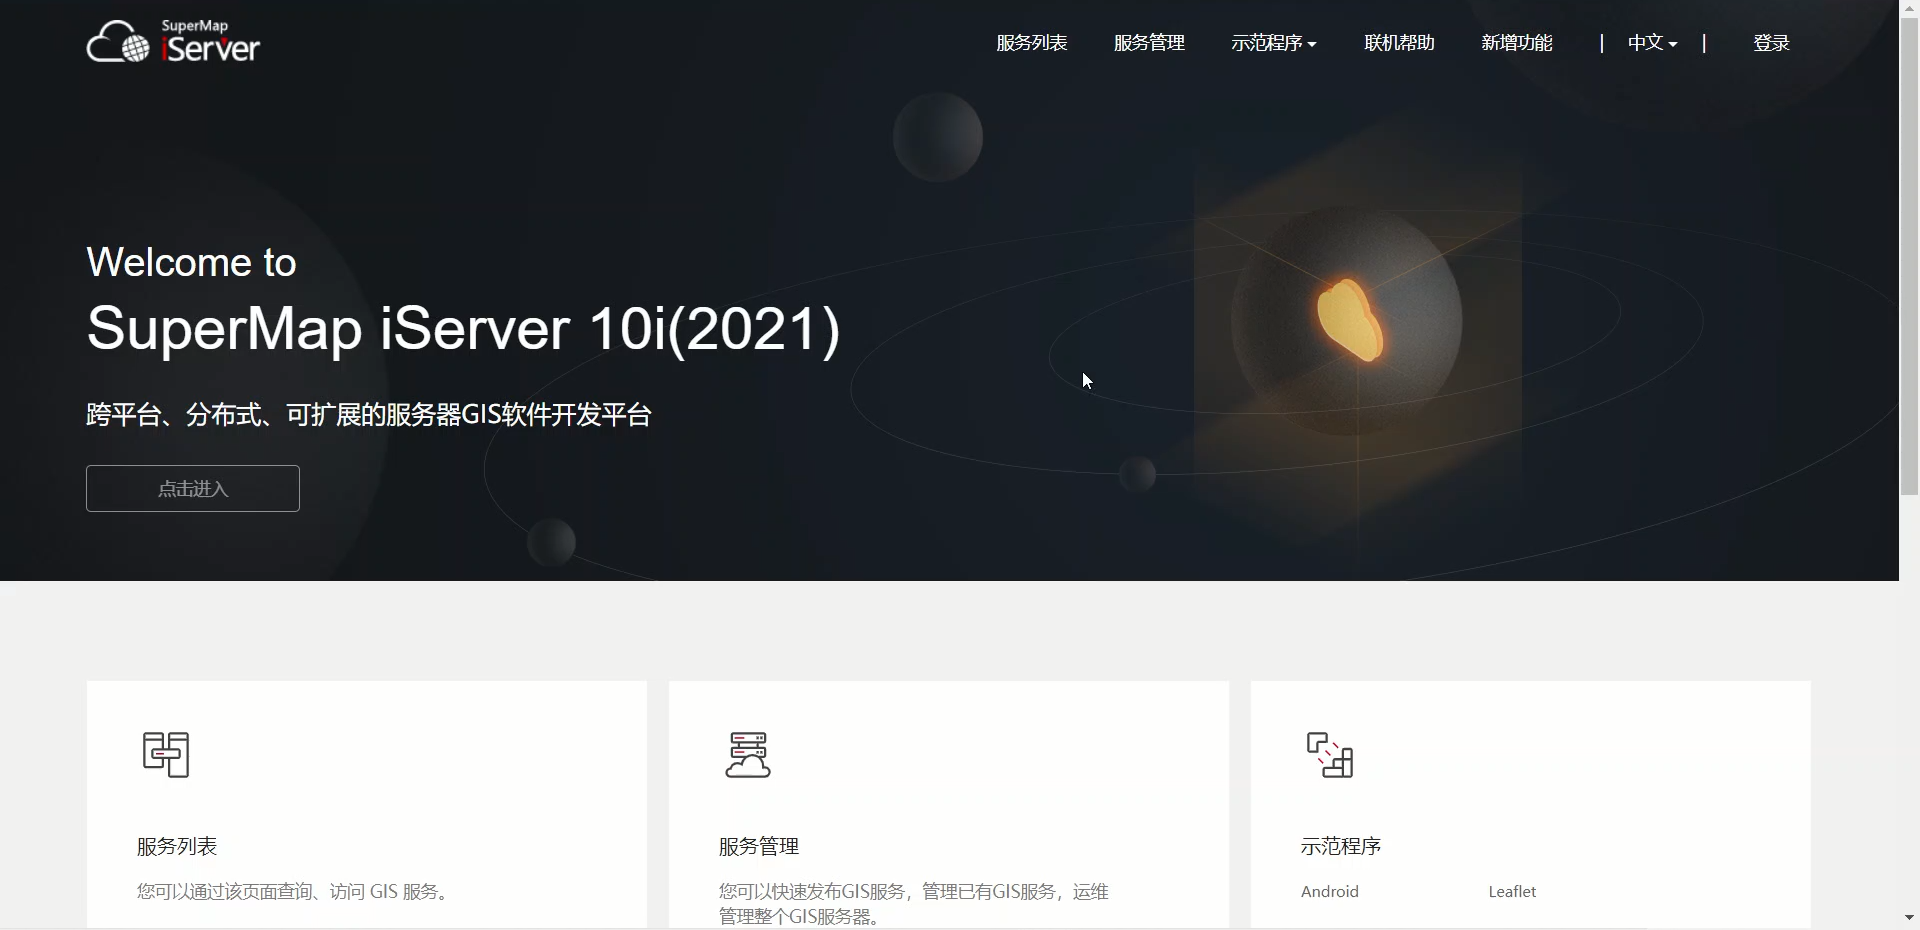 SuperMap
iServer
服务列表
服务管理
示范程序
联机帮助
新增功能
|
中文
|
登录
Welcome to
SuperMap iServer 10i(2021)
跨平台、分布式、可扩展的服务器GIS软件开发平台
点击进入
服务列表
您可以通过该页面查询、访问 GIS 服务。
服务管理
您可以快速发布GIS服务，管理已有GIS服务，运维
管理整个GIS服务器。
示范程序
Android
Leaflet